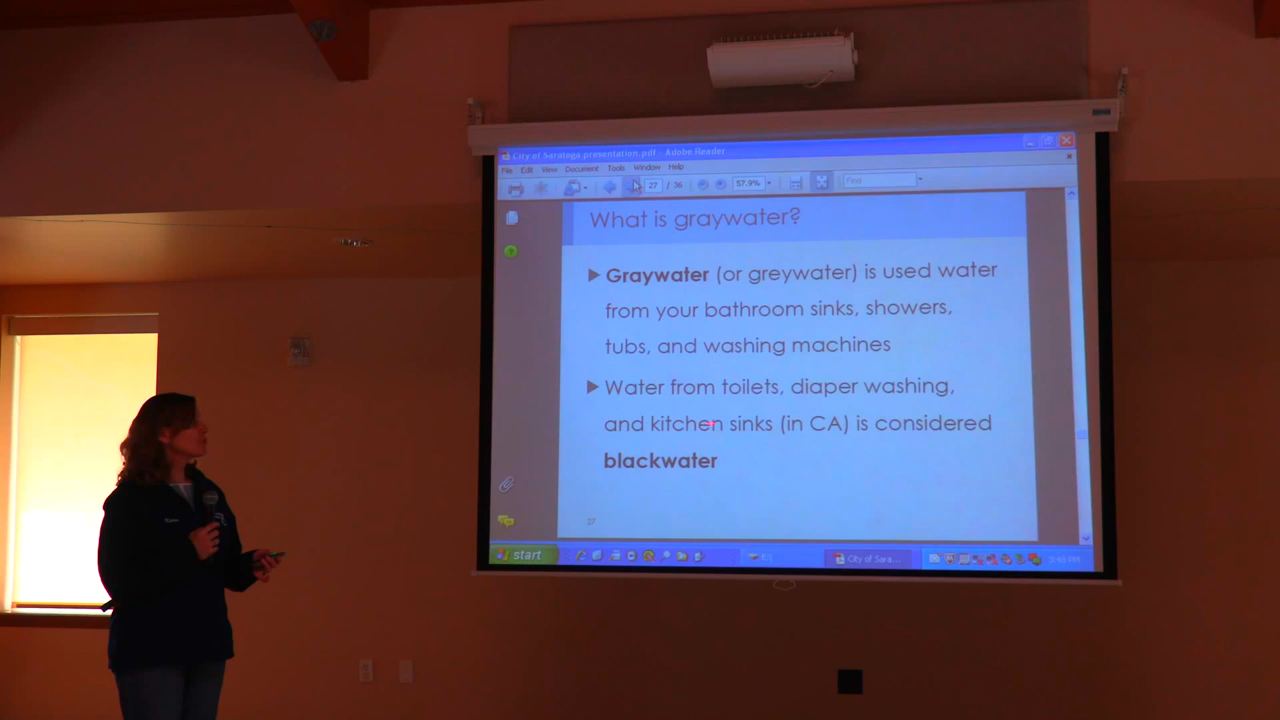 City of Saratoga presentation.pdf - Adobe Reader
File Edit View Document Tools Window Help
27 / 36 57.9% Find
What is graywater?
Graywater (or greywater) is used water
from your bathroom sinks, showers,
tubs, and washing machines
Water from toilets, diaper washing,
and kitchen sinks (in CA) is considered
blackwater
27
start City of Sara...